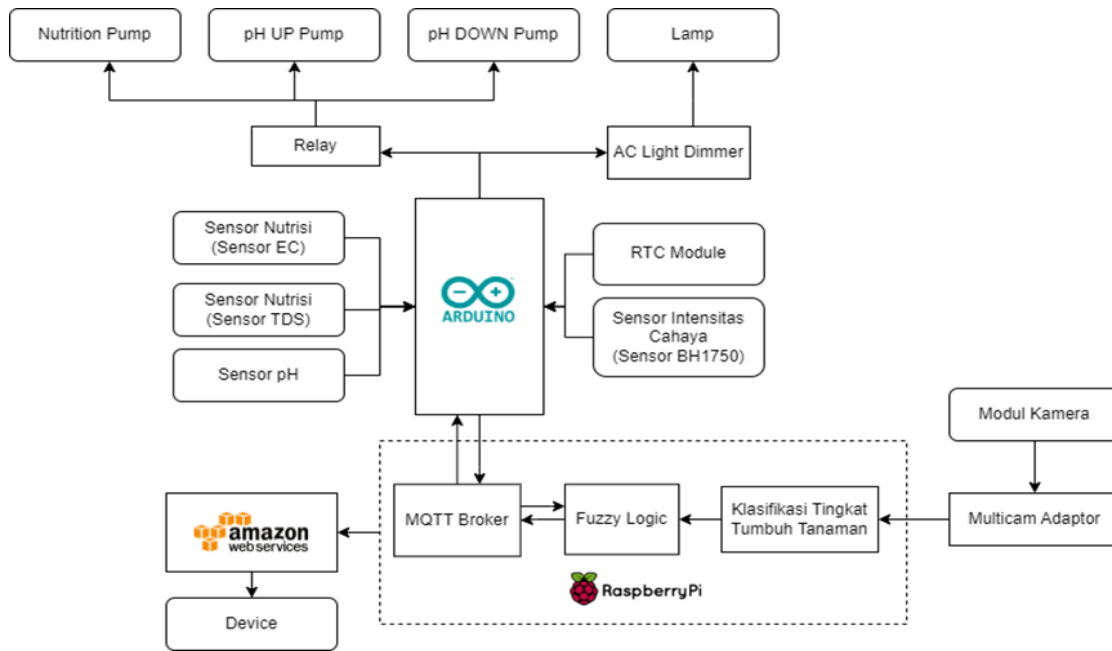 Nutrition Pump
pH UP Pump
pH DOWN Pump
Lamp
Relay
AC Light Dimmer
Sensor Nutrisi
(Sensor EC)
Sensor Nutrisi
(Sensor TDS)
Sensor pH
ARDUINO
RTC Module
Sensor Intensitas
Cahaya
(Sensor BH1750)
Modul Kamera
Multicam Adaptor
Klasifikasi Tingkat
Tumbuh Tanaman
Fuzzy Logic
MQTT Broker
RaspberryPi
amazon
webservices
Device